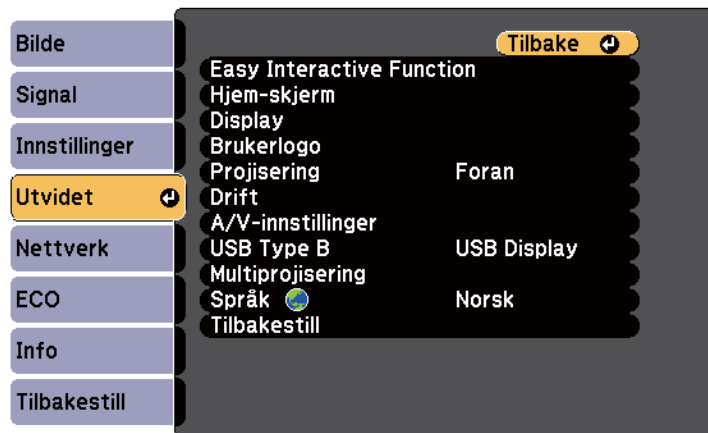 Bilde
Signal
Innstillinger
Utvidet
Nettverk
ECO
Info
Tilbakestill
Tilbake
Easy Interactive Function
Hjem-skjerm
Display
Brukerlogo
Projisering Foran
Drift
A/V-innstillinger
USB Type B USB Display
Multiprojisering
Språk Norsk
Tilbakestill